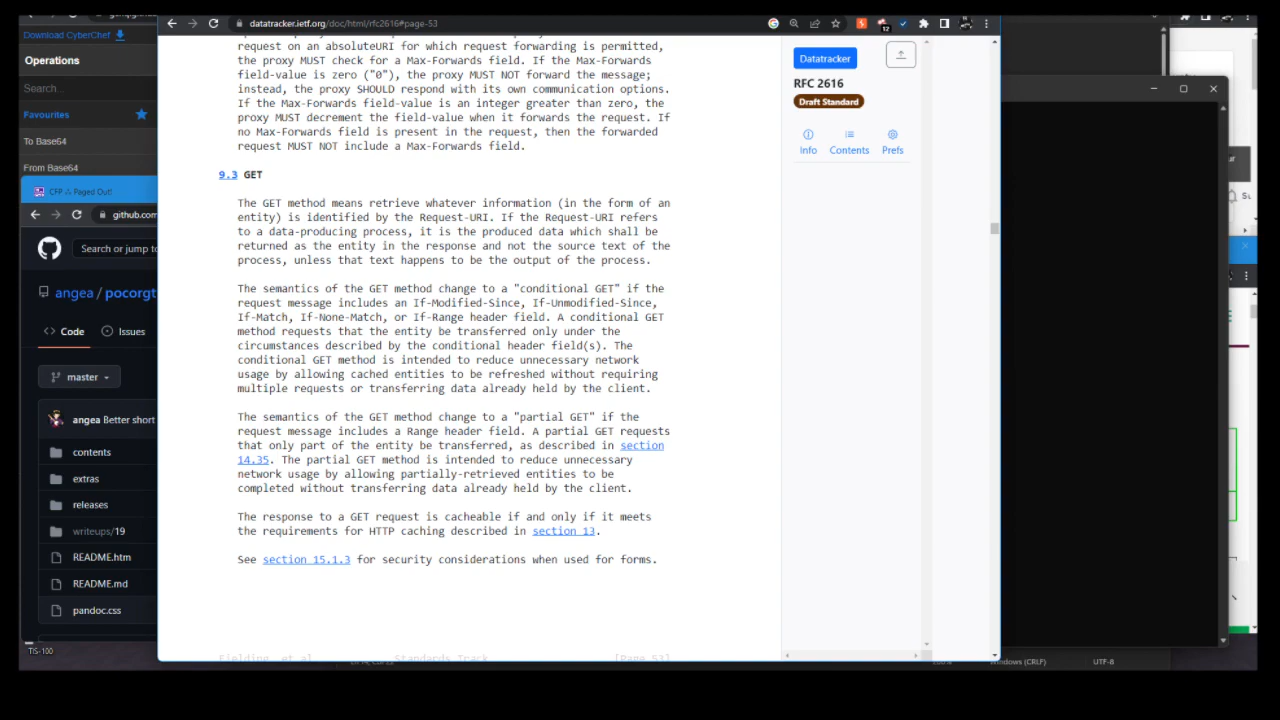 Download CyberChef
Operations
Search...
Favourites
To Base64
From Base64
CFP ∴ Paged Out!
github.com
Search or jump to
angea / pocorgt
Code
Issues
master
angea Better short
contents
extras
releases
writeups/19
README.htm
README.md
pandoc.css
TIS-100
datatracker.ietf.org/doc/html/rfc2616#page-53
12
request on an absoluteURI for which request forwarding is permitted,
the proxy MUST check for a Max-Forwards field. If the Max-Forwards
field-value is zero ("0"), the proxy MUST NOT forward the message;
instead, the proxy SHOULD respond with its own communication options.
If the Max-Forwards field-value is an integer greater than zero, the
proxy MUST decrement the field-value when it forwards the request. If
no Max-Forwards field is present in the request, then the forwarded
request MUST NOT include a Max-Forwards field.
9.3 GET
The GET method means retrieve whatever information (in the form of an
entity) is identified by the Request-URI. If the Request-URI refers
to a data-producing process, it is the produced data which shall be
returned as the entity in the response and not the source text of the
process, unless that text happens to be the output of the process.
The semantics of the GET method change to a "conditional GET" if the
request message includes an If-Modified-Since, If-Unmodified-Since,
If-Match, If-None-Match, or If-Range header field. A conditional GET
method requests that the entity be transferred only under the
circumstances described by the conditional header field(s). The
conditional GET method is intended to reduce unnecessary network
usage by allowing cached entities to be refreshed without requiring
multiple requests or transferring data already held by the client.
The semantics of the GET method change to a "partial GET" if the
request message includes a Range header field. A partial GET requests
that only part of the entity be transferred, as described in section
14.35. The partial GET method is intended to reduce unnecessary
network usage by allowing partially-retrieved entities to be
completed without transferring data already held by the client.
The response to a GET request is cacheable if and only if it meets
the requirements for HTTP caching described in section 13.
See section 15.1.3 for security considerations when used for forms.
Fielding, et al. Standards Track [Page 53]
Datatracker
RFC 2616
Draft Standard
Info
Contents
Prefs
Windows (CRLF)
UTF-8